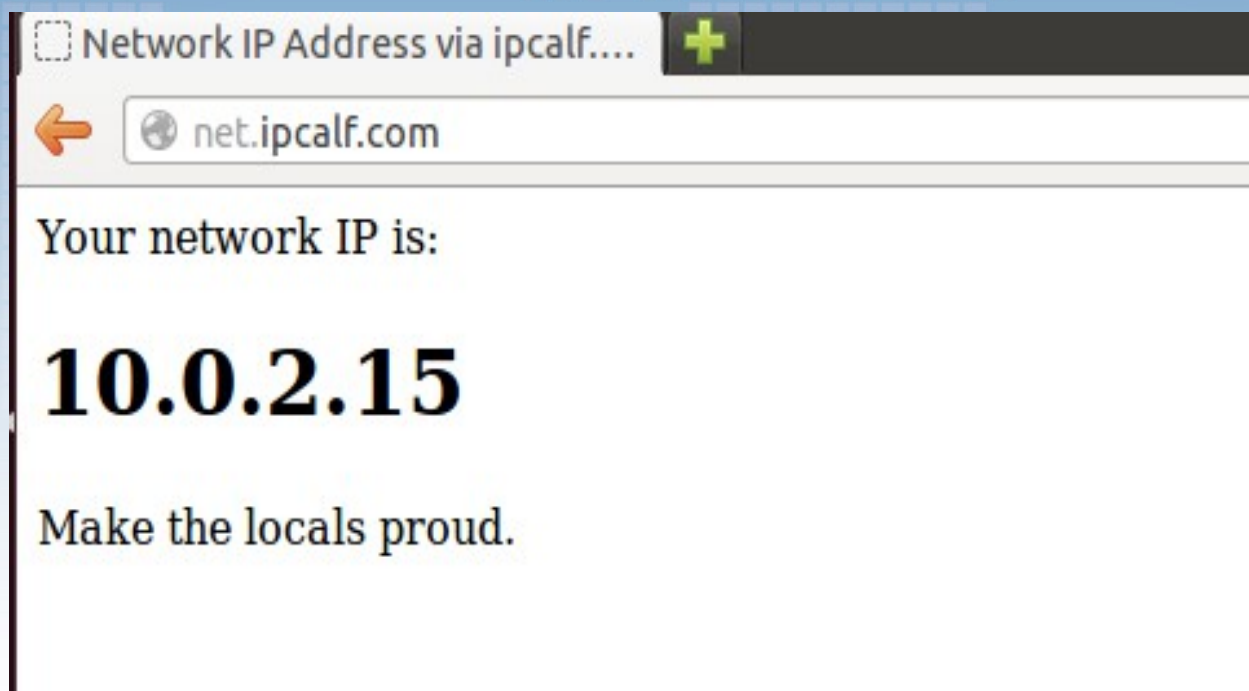 Network IP Address via ipcalf....
net.ipcalf.com
Your network IP is:
10.0.2.15
Make the locals proud.